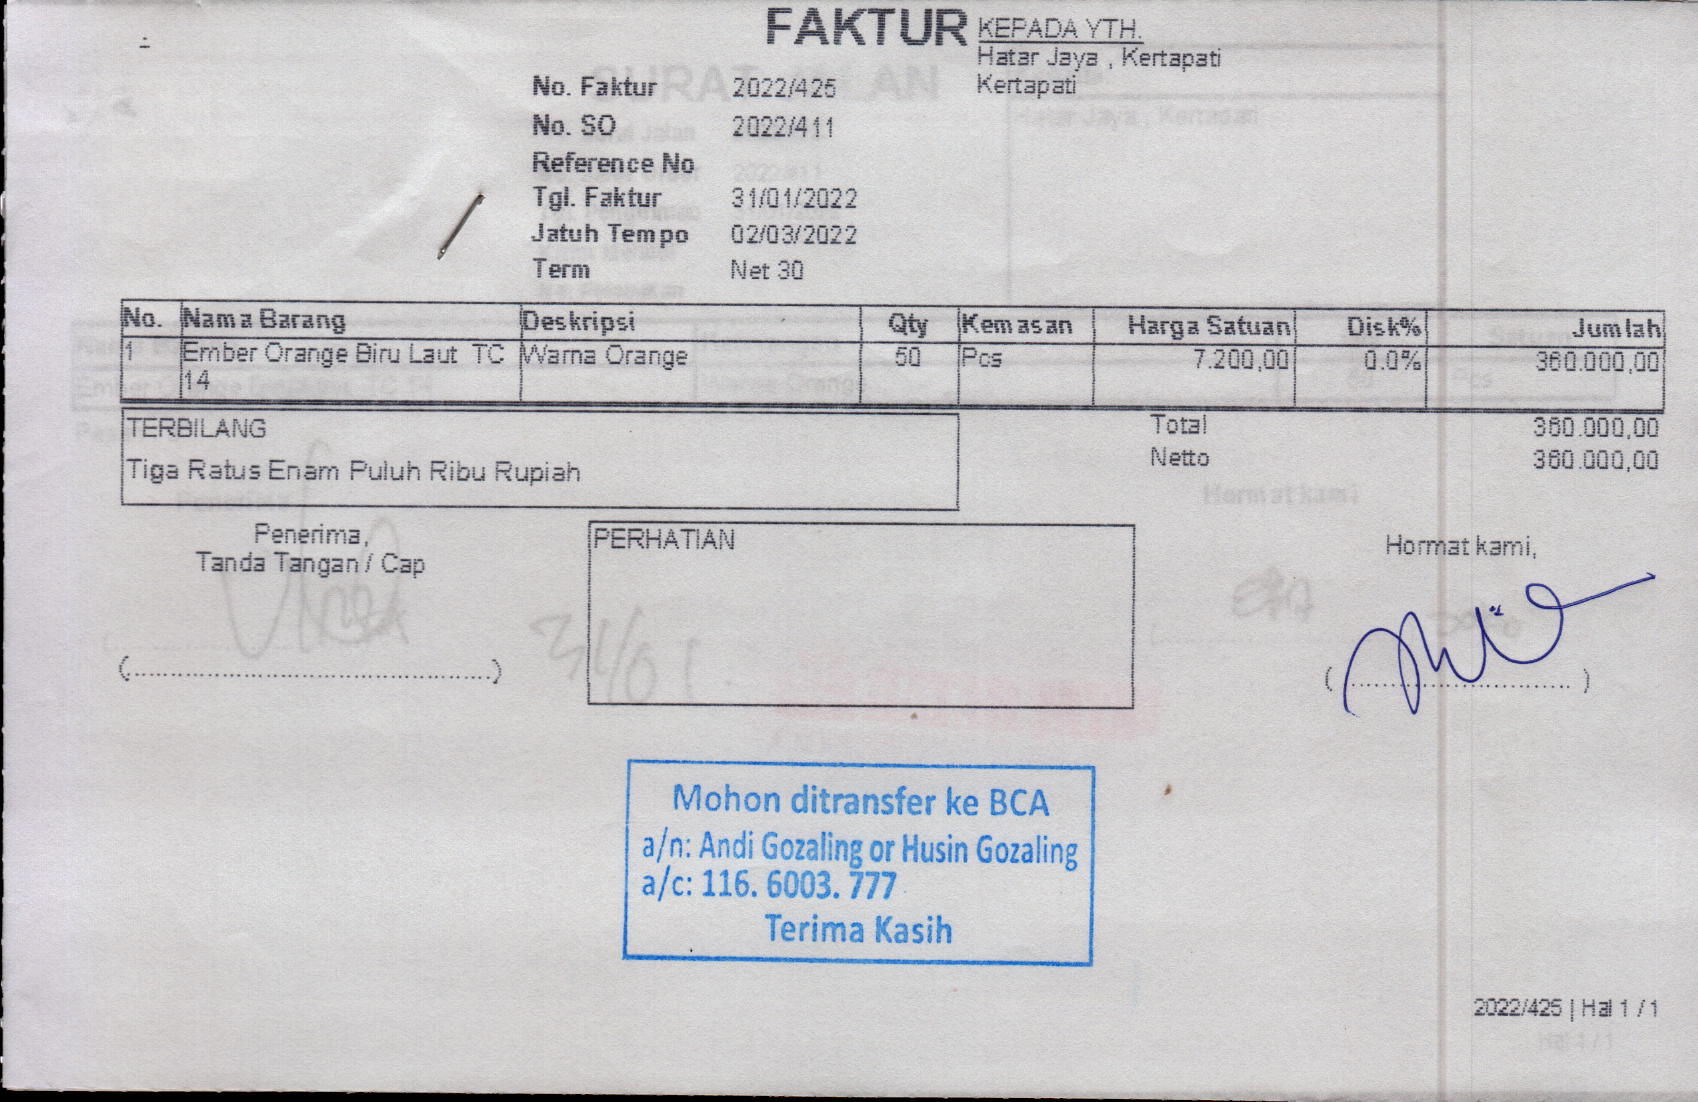 FAKTUR
KEPADA YTH.
Hatar Jaya , Kertapati
Kertapati
No. Faktur 2022/425
No. SO 2022/411
Reference No
Tgl. Faktur 31/01/2022
Jatuh Tempo 02/03/2022
Term Net 30
No. Nama Barang Deskripsi Qty Kemasan Harga Satuan Disk% Jumlah
1 Ember Orange Biru Laut TC Warna Orange 50 Pcs 7.200,00 0.0% 360.000,00
14
TERBILANG
Tiga Ratus Enam Puluh Ribu Rupiah
Total 360.000,00
Netto 360.000,00
Penerima,
Tanda Tangan / Cap
(..................................................)
PERHATIAN
Hormat kami,
(...............................)
Mohon ditransfer ke BCA
a/n: Andi Gozaling or Husin Gozaling
a/c: 116. 6003. 777
Terima Kasih
2022/425 | Hal 1 / 1